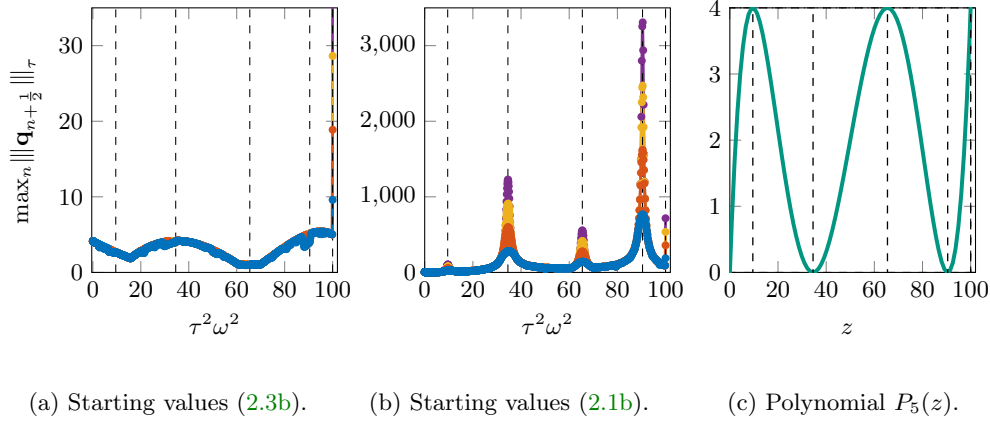 max_n ||| q_{n+1/2} |||_τ
30
20
10
0
0 20 40 60 80 100
τ²ω²
3,000
2,000
1,000
0
0 20 40 60 80 100
τ²ω²
4
3
2
1
0
0 20 40 60 80 100
z
(a) Starting values (2.3b).
(b) Starting values (2.1b).
(c) Polynomial P₅(z).